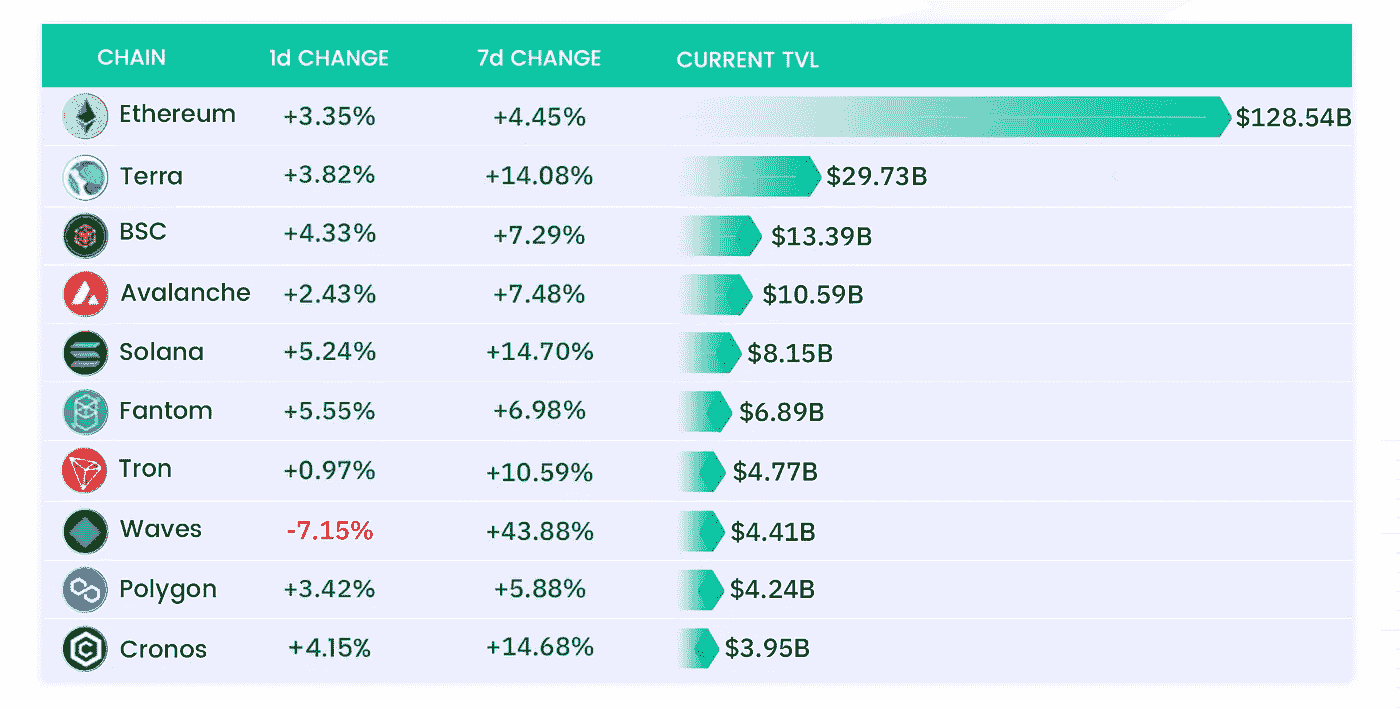 CHAIN 1d CHANGE 7d CHANGE CURRENT TVL
Ethereum +3.35% +4.45% $128.54B
Terra +3.82% +14.08% $29.73B
BSC +4.33% +7.29% $13.39B
Avalanche +2.43% +7.48% $10.59B
Solana +5.24% +14.70% $8.15B
Fantom +5.55% +6.98% $6.89B
Tron +0.97% +10.59% $4.77B
Waves -7.15% +43.88% $4.41B
Polygon +3.42% +5.88% $4.24B
Cronos +4.15% +14.68% $3.95B